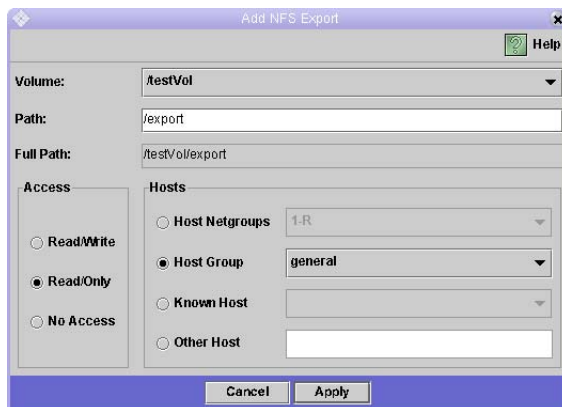 Add NFS Export
Help
Volume: /testVol
Path: /export
Full Path: /testVol/export
Access
Read/Write
Read/Only
No Access
Hosts
Host Netgroups 1-R
Host Group general
Known Host
Other Host
Cancel Apply